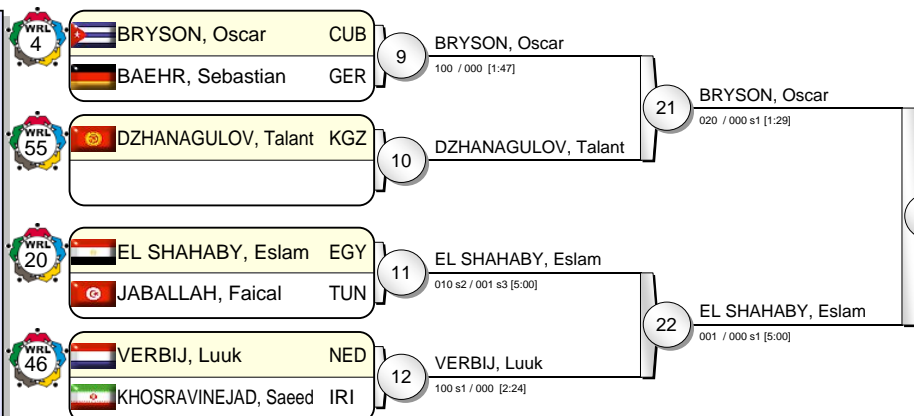 WRL 4 BRYSON, Oscar CUB
BAEHR, Sebastian GER
9
BRYSON, Oscar
100 / 000 [1:47]
WRL 55 DZHANAGULOV, Talant KGZ
10
DZHANAGULOV, Talant
21
BRYSON, Oscar
020 / 000 s1 [1:29]
WRL 20 EL SHAHABY, Eslam EGY
JABALLAH, Faical TUN
11
EL SHAHABY, Eslam
010 s2 / 001 s3 [5:00]
WRL 46 VERBIJ, Luuk NED
KHOSRAVINEJAD, Saeed IRI
12
VERBIJ, Luuk
100 s1 / 000 [2:24]
22
EL SHAHABY, Eslam
001 / 000 s1 [5:00]